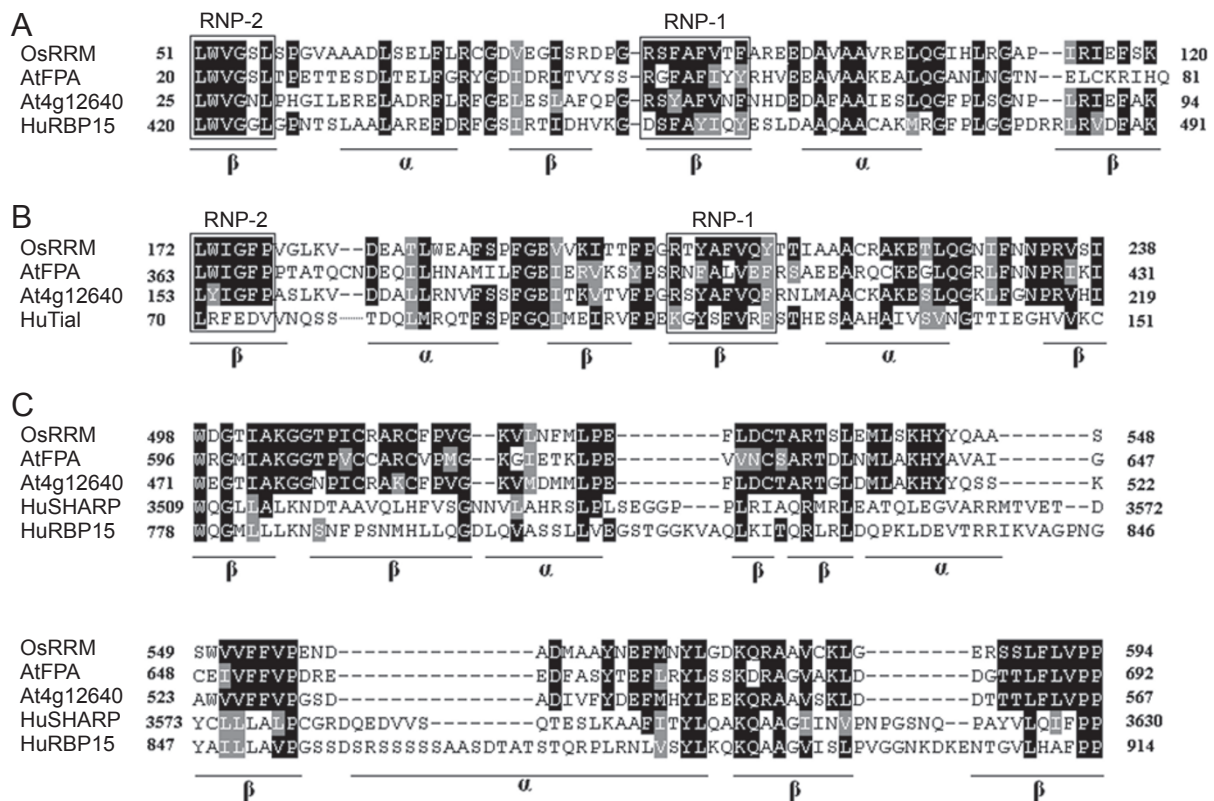 A
RNP-2 RNP-1
OsRRM 51 LWVGSLSPGVAAADLSELFLRCGDVEGISRDPG-RSFAFVTFAREEDAVAAVRELQGIHLRGAP--IRIEFSK 120
AtFPA 20 LWVGSLTPETTESDLTELFGRYGDIDRITVYSS-RGFAFIYYRHVEEAVAAKEALQGANLNGTN--ELCKRIHQ 81
At4g12640 25 LWVGNLPHGILERELADRFLRFGELESLAFQPG-RSYAFVNFNHDEDAFAAIESLQGFPLSGNP--LRIEFAK 94
HuRBP15 420 LWVGGLGPNTSLAALAREFDRFGSIRTIDHVKG-DSFAYIQYESLDAAQAACAKMRGFPLGGPDRRLRVDFAK 491
β α β β α β
B
RNP-2 RNP-1
OsRRM 172 LWIGFPVGLKV--DEATLWEAFSPFGEVVKITTFPGRTYAFVQYTTIAAACRAKETLQGNIFNNPRVSI 238
AtFPA 363 LWIGFPPTATQCNDEQILHNAMILFGEIERVKSYPSRNFALVEFRSAEEARQCKEGLQGRLFNNPRIKI 431
At4g12640 153 LYIGFPASLKV--DDALLRNVFSSFGEITKVTVFPGRSYAFVQFRNLMAACKAKESLQGKLFGNPRVHI 219
HuTial 70 LRFEDVVNQSS······TDQLMRQTFSPFGQIMEIRVFPEKGYSFVRFSTHESAAHAIVSVNGTTIEGHVVKC 151
β α β β α β
C
OsRRM 498 WDGTIAKGGTPICRARCFPVG--KVLNFMLPE---------FLDCTARTSLEMLSKHYYQAA-------S 548
AtFPA 596 WRGMIAKGGTPVCCARCVPMG--KGIETKLPE---------VVNCSARTDLNMLAKHYAVAI-------G 647
At4g12640 471 WEGTIAKGGNPICRAKCFPVG--KVMDMMLPE---------FLDCTARTGLDMLAKHYYQSS-------K 522
HuSHARP 3509 WQGLLALKNDTAAVQLHFVSGNNVLAHRSLPLSEGGP--PLRIAQRMRLEATQLEGVARRMTVET--D 3572
HuRBP15 778 WQGMLLLKNSNFPSNMHLLQGDLQVASSLLVEGSTGGKVAQLKITQRLRLDQPKLDEVTRRIKVAGPNG 846
β β α β β α
OsRRM 549 SWVVFFVPEND----------------ADMAAYNEFMNYLGDKQRAAVCKLG--------ERSSLFLVPP 594
AtFPA 648 CEIVFFVPDRE----------------EDFASYTEFLRYLSSKDRAGVAKLD--------DGTTLFLVPP 692
At4g12640 523 AWVVFFVPGSD----------------ADIVFYDEFMHYLEEKQRAAVSKLD--------DTTTLFLVPP 567
HuSHARP 3573 YCLLLALPCGRDQEDVVS---------QTESLKAAFITYLQAKQAAGIINVPNPGSNQ--PAYVLQIFPP 3630
HuRBP15 847 YAILLAVPGSSDSRSSSSSAASDTATSTQRPLRNLVSYLKQKQAAGVISLPVGGNKDKENTGVLHAFPP 914
β α β β